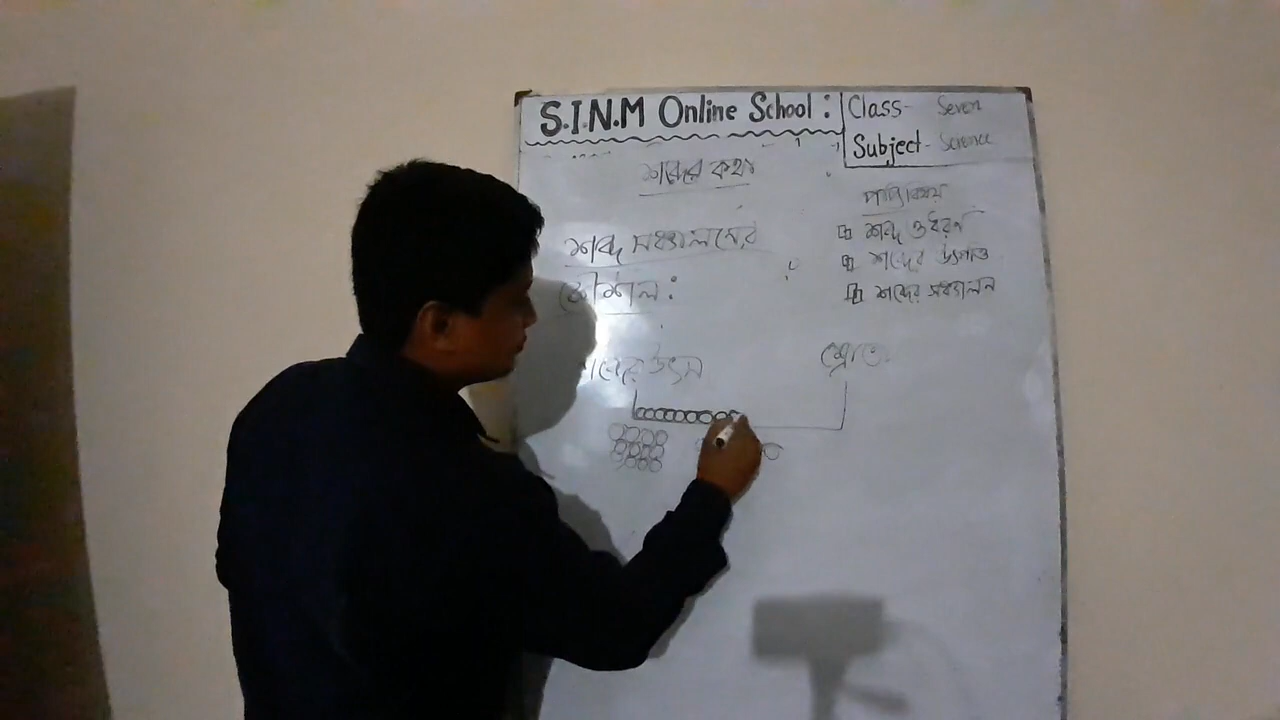 S.I.N.M Online School :
Class- Seven
Subject- Science
শব্দের কথা
পাঠ্যবিষয়
শব্দ ও ধরণ
শব্দের উৎপত্তি
শব্দের সঞ্চালন
শব্দ সঞ্চালনের
কৌশল :
শব্দের উৎস
শ্রোতা